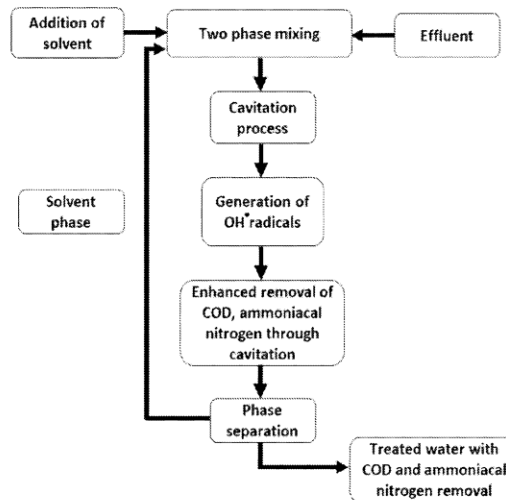 Addition of
solvent
Two phase mixing
Effluent
Cavitation
process
Solvent
phase
Generation of
OH* radicals
Enhanced removal of
COD, ammoniacal
nitrogen through
cavitation
Phase
separation
Treated water with
COD and ammoniacal
nitrogen removal